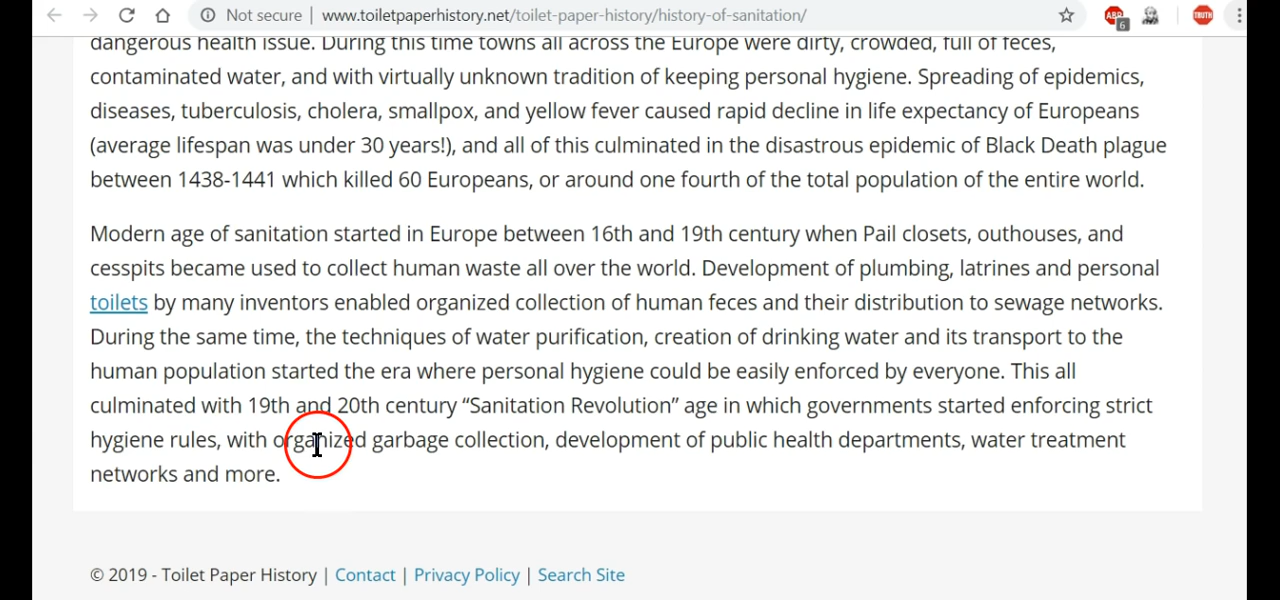 Not secure | www.toiletpaperhistory.net/toilet-paper-history/history-of-sanitation/
ABP
6
TRUTH
dangerous health issue. During this time towns all across the Europe were dirty, crowded, full of feces,
contaminated water, and with virtually unknown tradition of keeping personal hygiene. Spreading of epidemics,
diseases, tuberculosis, cholera, smallpox, and yellow fever caused rapid decline in life expectancy of Europeans
(average lifespan was under 30 years!), and all of this culminated in the disastrous epidemic of Black Death plague
between 1438-1441 which killed 60 Europeans, or around one fourth of the total population of the entire world.
Modern age of sanitation started in Europe between 16th and 19th century when Pail closets, outhouses, and
cesspits became used to collect human waste all over the world. Development of plumbing, latrines and personal
toilets by many inventors enabled organized collection of human feces and their distribution to sewage networks.
During the same time, the techniques of water purification, creation of drinking water and its transport to the
human population started the era where personal hygiene could be easily enforced by everyone. This all
culminated with 19th and 20th century “Sanitation Revolution” age in which governments started enforcing strict
hygiene rules, with organized garbage collection, development of public health departments, water treatment
networks and more.
© 2019 - Toilet Paper History | Contact | Privacy Policy | Search Site